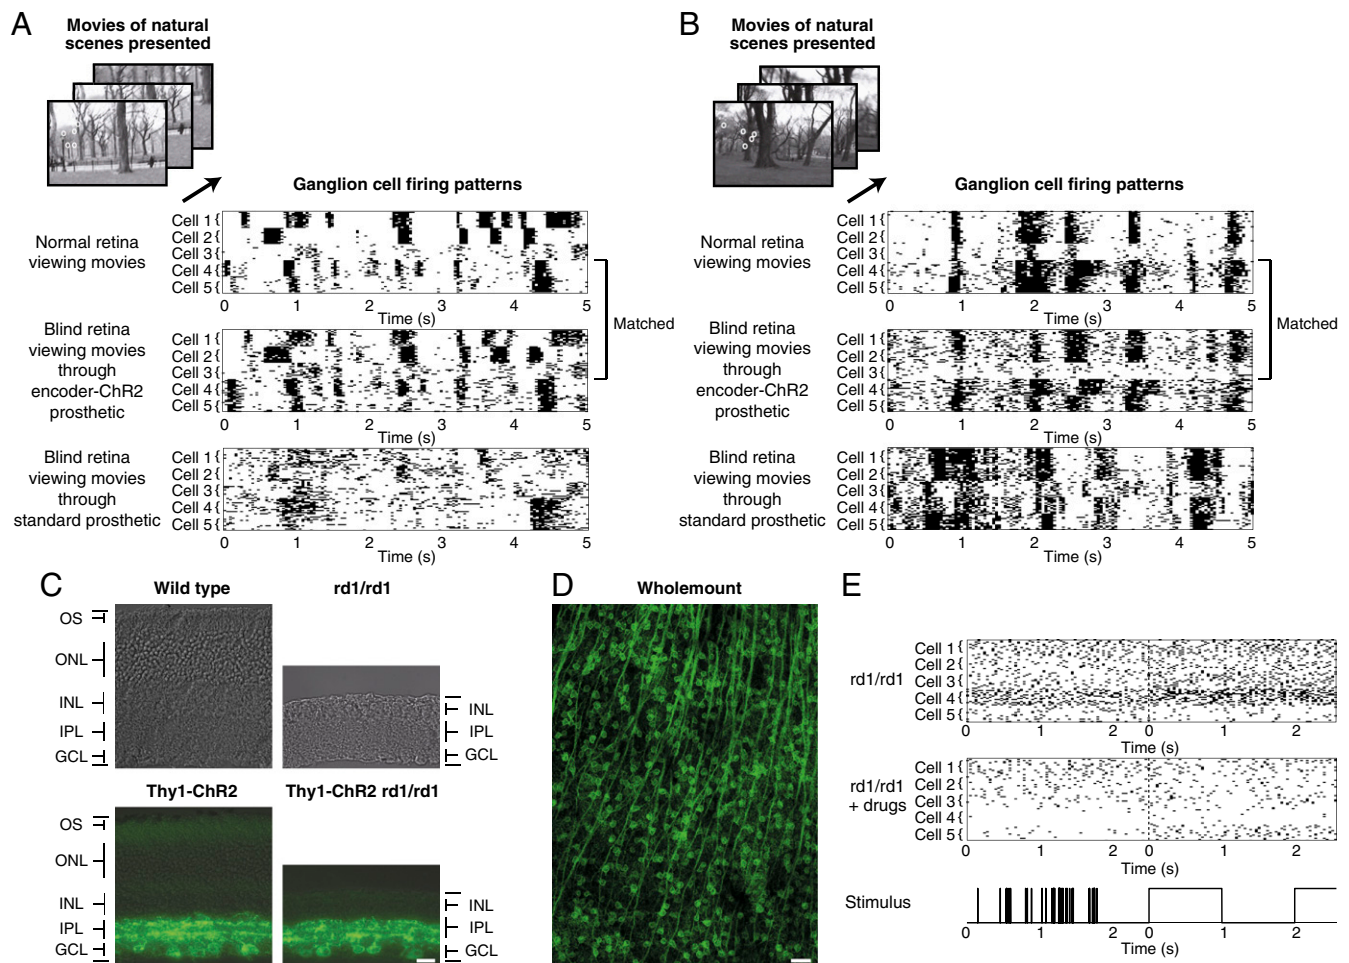 A
Movies of natural
scenes presented
Ganglion cell firing patterns
Normal retina
viewing movies
Cell 1{
Cell 2{
Cell 3{
Cell 4{
Cell 5{
0 1 2 3 4 5
Time (s)
Matched
Blind retina
viewing movies
through
encoder-ChR2
prosthetic
Cell 1{
Cell 2{
Cell 3{
Cell 4{
Cell 5{
0 1 2 3 4 5
Time (s)
Blind retina
viewing movies
through
standard prosthetic
Cell 1{
Cell 2{
Cell 3{
Cell 4{
Cell 5{
0 1 2 3 4 5
Time (s)
B
Movies of natural
scenes presented
Ganglion cell firing patterns
Normal retina
viewing movies
Cell 1{
Cell 2{
Cell 3{
Cell 4{
Cell 5{
0 1 2 3 4 5
Time (s)
Matched
Blind retina
viewing movies
through
encoder-ChR2
prosthetic
Cell 1{
Cell 2{
Cell 3{
Cell 4{
Cell 5{
0 1 2 3 4 5
Time (s)
Blind retina
viewing movies
through
standard prosthetic
Cell 1{
Cell 2{
Cell 3{
Cell 4{
Cell 5{
0 1 2 3 4 5
Time (s)
C
Wild type
rd1/rd1
OS
ONL
INL
IPL
GCL
INL
IPL
GCL
Thy1-ChR2
Thy1-ChR2 rd1/rd1
OS
ONL
INL
IPL
GCL
INL
IPL
GCL
D
Wholemount
E
rd1/rd1
Cell 1{
Cell 2{
Cell 3{
Cell 4{
Cell 5{
0 1 2 0 1 2
Time (s)
rd1/rd1
+ drugs
Cell 1{
Cell 2{
Cell 3{
Cell 4{
Cell 5{
0 1 2 0 1 2
Time (s)
Stimulus
0 1 2 0 1 2
Time (s)